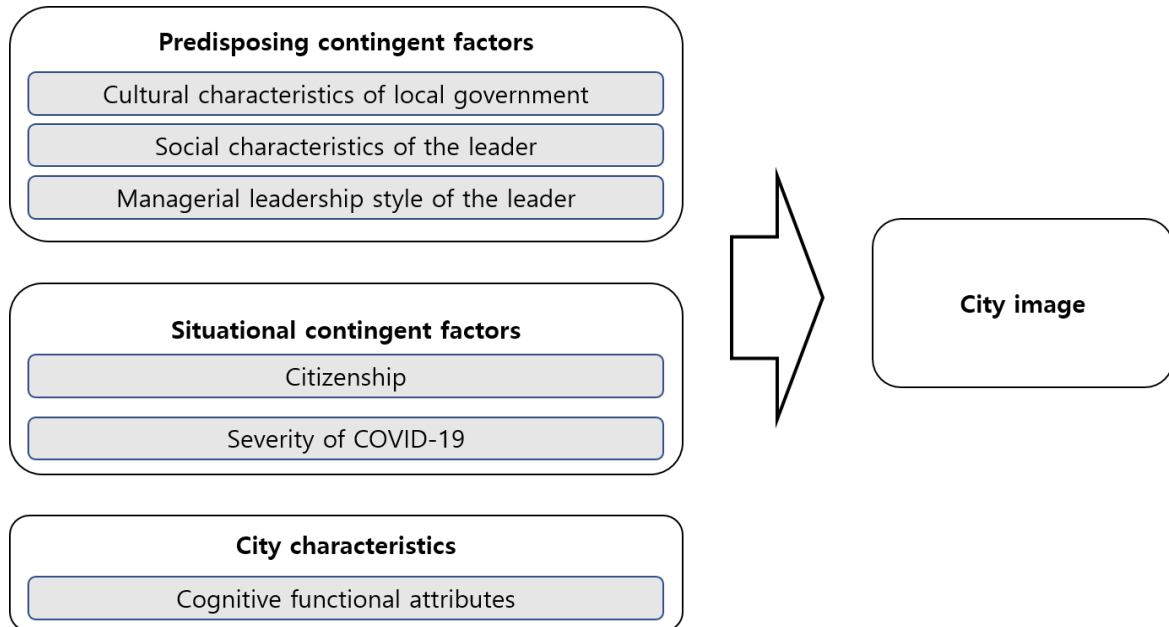 Predisposing contingent factors
Cultural characteristics of local government
Social characteristics of the leader
Managerial leadership style of the leader
Situational contingent factors
Citizenship
Severity of COVID-19
City characteristics
Cognitive functional attributes
City image